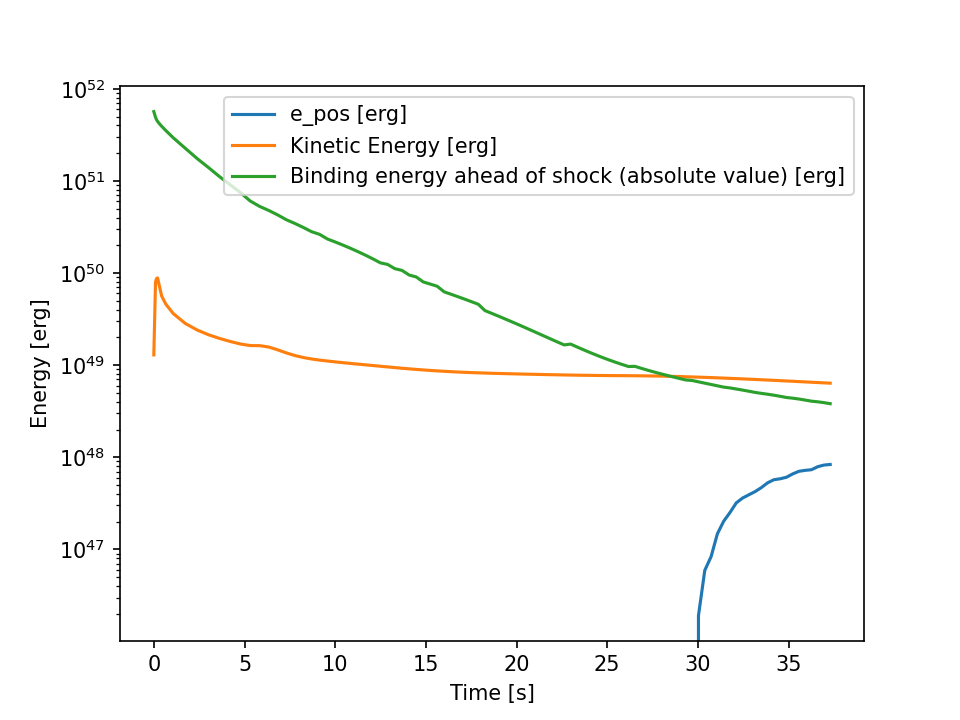 10^52
10^51
10^50
10^49
10^48
10^47
Energy [erg]
e_pos [erg]
Kinetic Energy [erg]
Binding energy ahead of shock (absolute value) [erg]
0 5 10 15 20 25 30 35
Time [s]